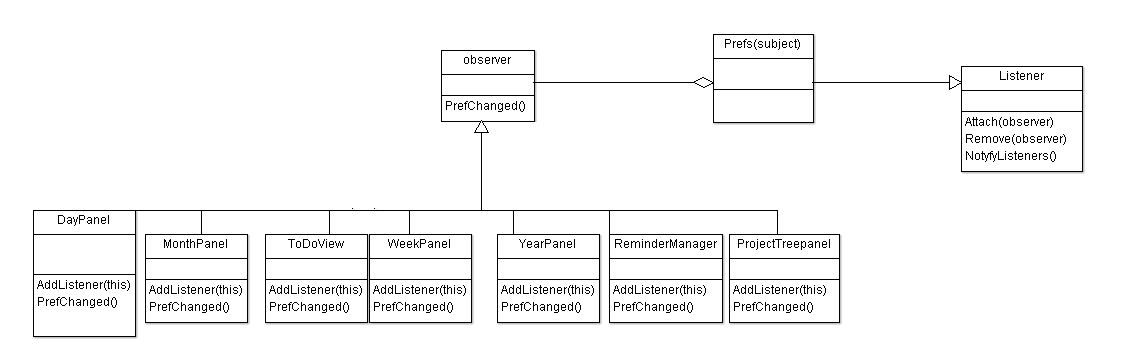 Prefs(subject)
observer
Listener
PrefChanged()
Attach(observer)
Remove(observer)
NotyfyListeners()
DayPanel
MonthPanel
ToDoView
WeekPanel
YearPanel
ReminderManager
ProjectTreepanel
AddListener(this)
PrefChanged()
AddListener(this)
PrefChanged()
AddListener(this)
PrefChanged()
AddListener(this)
PrefChanged()
AddListener(this)
PrefChanged()
AddListener(this)
PrefChanged()
AddListener(this)
PrefChanged()